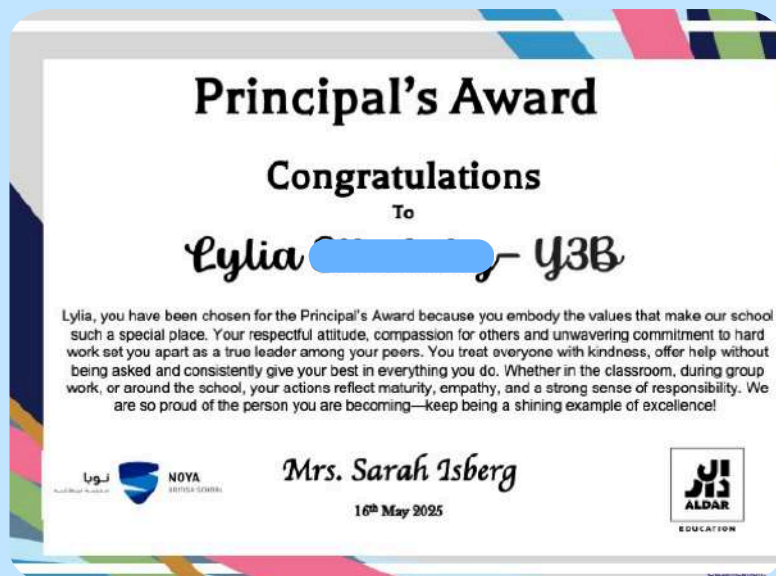 Principal's Award
Congratulations
To
Lylia
– Y3B
Lylia, you have been chosen for the Principal's Award because you embody the values that make our school
such a special place. Your respectful attitude, compassion for others and unwavering commitment to hard
work set you apart as a true leader among your peers. You treat everyone with kindness, offer help without
being asked and consistently give your best in everything you do. Whether in the classroom, during group
work, or around the school, your actions reflect maturity, empathy, and a strong sense of responsibility. We
are so proud of the person you are becoming—keep being a shining example of excellence!
نويا
NOYA
BRITISH SCHOOL
Mrs. Sarah Isberg
16th May 2025
الدار
ALDAR
EDUCATION